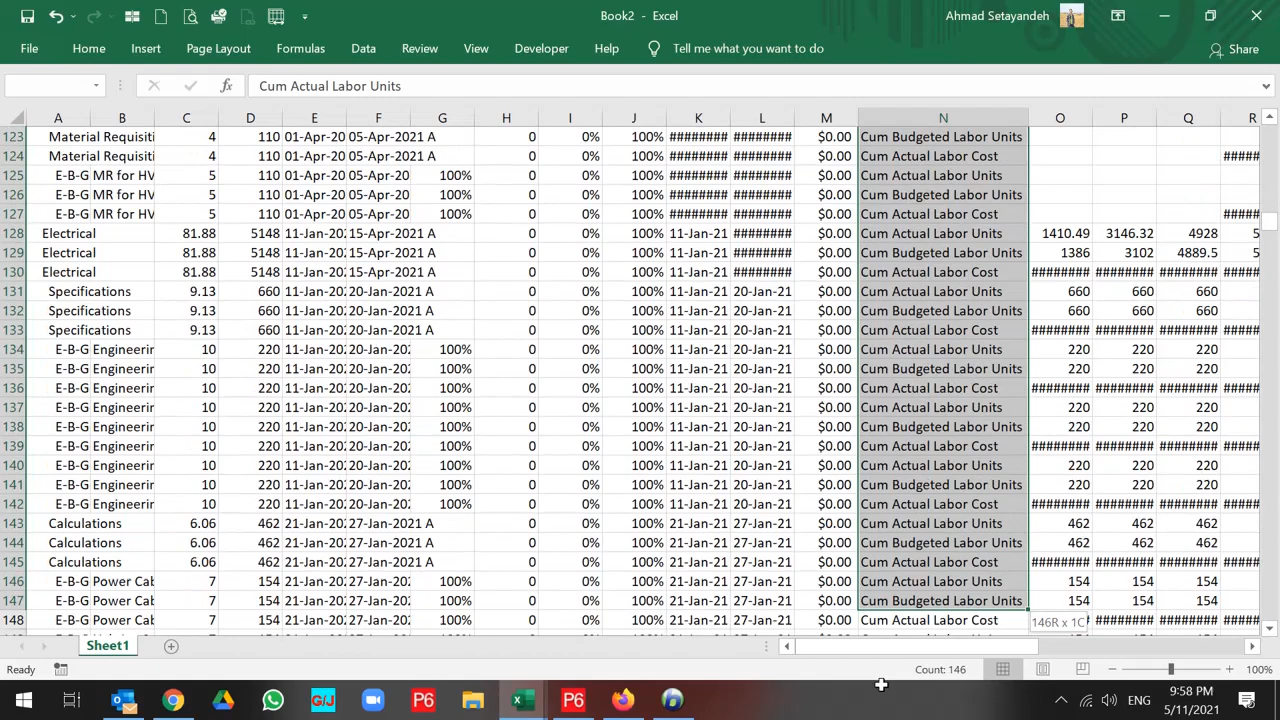 Book2 - Excel
Ahmad Setayandeh
File Home Insert Page Layout Formulas Data Review View Developer Help Tell me what you want to do Share
fx Cum Actual Labor Units
A B C D E F G H I J K L M N O P Q R
123 Material Requisiti 4 110 01-Apr-20 05-Apr-2021 A 0 0% 100% ######## ######## $0.00 Cum Budgeted Labor Units
124 Material Requisiti 4 110 01-Apr-20 05-Apr-2021 A 0 0% 100% ######## ######## $0.00 Cum Actual Labor Cost #####
125 E-B-G MR for HV 5 110 01-Apr-20 05-Apr-20 100% 0 0% 100% ######## ######## $0.00 Cum Actual Labor Units
126 E-B-G MR for HV 5 110 01-Apr-20 05-Apr-20 100% 0 0% 100% ######## ######## $0.00 Cum Budgeted Labor Units
127 E-B-G MR for HV 5 110 01-Apr-20 05-Apr-20 100% 0 0% 100% ######## ######## $0.00 Cum Actual Labor Cost #####
128 Electrical 81.88 5148 11-Jan-202 15-Apr-2021 A 0 0% 100% 11-Jan-21 ######## $0.00 Cum Actual Labor Units 1410.49 3146.32 4928 5
129 Electrical 81.88 5148 11-Jan-202 15-Apr-2021 A 0 0% 100% 11-Jan-21 ######## $0.00 Cum Budgeted Labor Units 1386 3102 4889.5 5
130 Electrical 81.88 5148 11-Jan-202 15-Apr-2021 A 0 0% 100% 11-Jan-21 ######## $0.00 Cum Actual Labor Cost ######## ######## ######## #####
131 Specifications 9.13 660 11-Jan-202 20-Jan-2021 A 0 0% 100% 11-Jan-21 20-Jan-21 $0.00 Cum Actual Labor Units 660 660 660
132 Specifications 9.13 660 11-Jan-202 20-Jan-2021 A 0 0% 100% 11-Jan-21 20-Jan-21 $0.00 Cum Budgeted Labor Units 660 660 660
133 Specifications 9.13 660 11-Jan-202 20-Jan-2021 A 0 0% 100% 11-Jan-21 20-Jan-21 $0.00 Cum Actual Labor Cost ######## ######## ######## #####
134 E-B-G Engineerin 10 220 11-Jan-202 20-Jan-202 100% 0 0% 100% 11-Jan-21 20-Jan-21 $0.00 Cum Actual Labor Units 220 220 220
135 E-B-G Engineerin 10 220 11-Jan-202 20-Jan-202 100% 0 0% 100% 11-Jan-21 20-Jan-21 $0.00 Cum Budgeted Labor Units 220 220 220
136 E-B-G Engineerin 10 220 11-Jan-202 20-Jan-202 100% 0 0% 100% 11-Jan-21 20-Jan-21 $0.00 Cum Actual Labor Cost ######## ######## ######## #####
137 E-B-G Engineerin 10 220 11-Jan-202 20-Jan-202 100% 0 0% 100% 11-Jan-21 20-Jan-21 $0.00 Cum Actual Labor Units 220 220 220
138 E-B-G Engineerin 10 220 11-Jan-202 20-Jan-202 100% 0 0% 100% 11-Jan-21 20-Jan-21 $0.00 Cum Budgeted Labor Units 220 220 220
139 E-B-G Engineerin 10 220 11-Jan-202 20-Jan-202 100% 0 0% 100% 11-Jan-21 20-Jan-21 $0.00 Cum Actual Labor Cost ######## ######## ######## #####
140 E-B-G Engineerin 10 220 11-Jan-202 20-Jan-202 100% 0 0% 100% 11-Jan-21 20-Jan-21 $0.00 Cum Actual Labor Units 220 220 220
141 E-B-G Engineerin 10 220 11-Jan-202 20-Jan-202 100% 0 0% 100% 11-Jan-21 20-Jan-21 $0.00 Cum Budgeted Labor Units 220 220 220
142 E-B-G Engineerin 10 220 11-Jan-202 20-Jan-202 100% 0 0% 100% 11-Jan-21 20-Jan-21 $0.00 Cum Actual Labor Cost ######## ######## ######## #####
143 Calculations 6.06 462 21-Jan-202 27-Jan-2021 A 0 0% 100% 21-Jan-21 27-Jan-21 $0.00 Cum Actual Labor Units 462 462 462
144 Calculations 6.06 462 21-Jan-202 27-Jan-2021 A 0 0% 100% 21-Jan-21 27-Jan-21 $0.00 Cum Budgeted Labor Units 462 462 462
145 Calculations 6.06 462 21-Jan-202 27-Jan-2021 A 0 0% 100% 21-Jan-21 27-Jan-21 $0.00 Cum Actual Labor Cost ######## ######## ######## #####
146 E-B-G Power Cab 7 154 21-Jan-202 27-Jan-202 100% 0 0% 100% 21-Jan-21 27-Jan-21 $0.00 Cum Actual Labor Units 154 154 154
147 E-B-G Power Cab 7 154 21-Jan-202 27-Jan-202 100% 0 0% 100% 21-Jan-21 27-Jan-21 $0.00 Cum Budgeted Labor Units 154 154 154
148 E-B-G Power Cab 7 154 21-Jan-202 27-Jan-202 100% 0 0% 100% 21-Jan-21 27-Jan-21 $0.00 Cum Actual Labor Cost ######## ######## #####
146R x 1C
Sheet1
Ready Count: 146 100%
G/J P6 P6 ENG 9:58 PM
5/11/2021